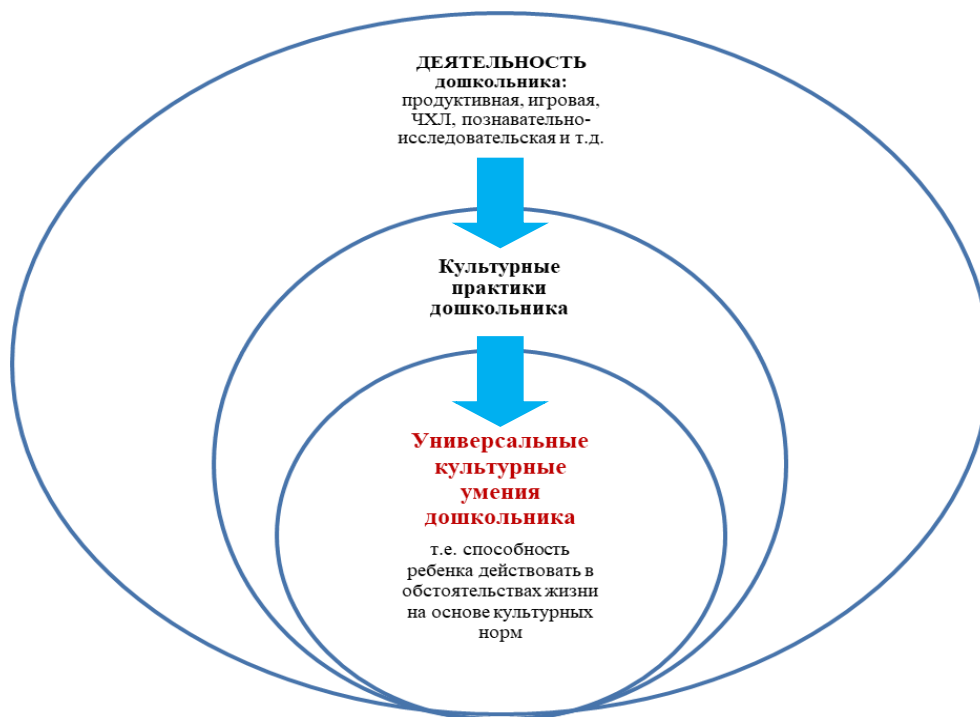 ДЕЯТЕЛЬНОСТЬ
дошкольника:
продуктивная, игровая,
ЧХЛ, познавательно-
исследовательская и т.д.
Культурные
практики
дошкольника
Универсальные
культурные
умения
дошкольника
т.е. способность
ребенка действовать в
обстоятельствах жизни
на основе культурных
норм